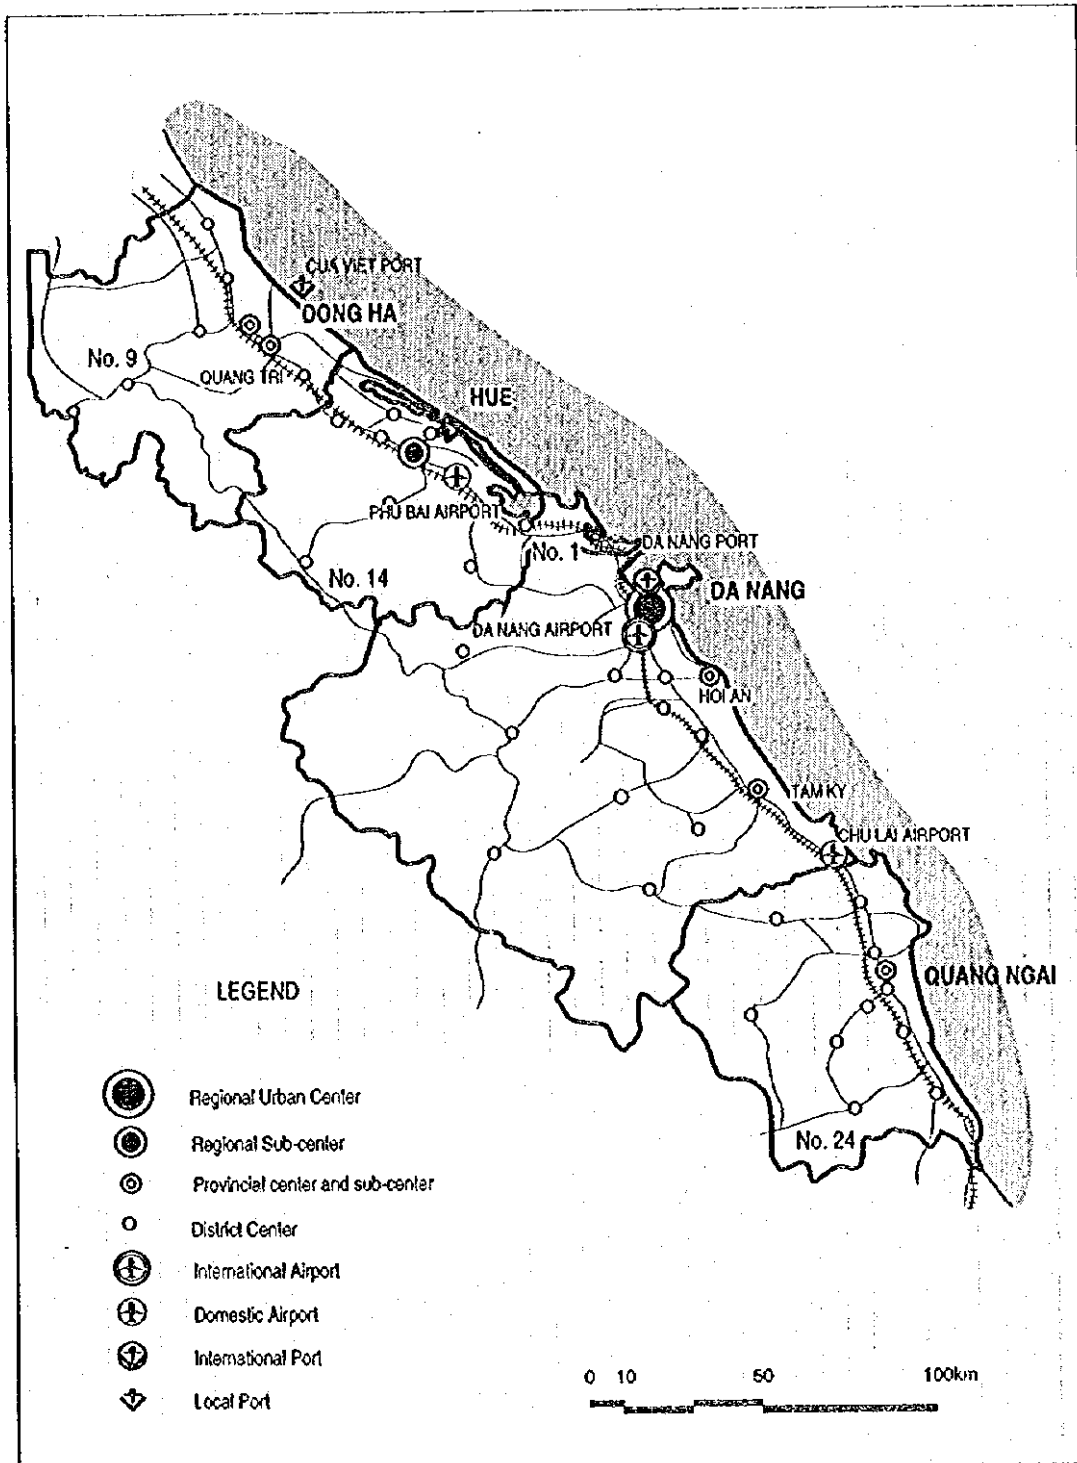 CUA VIET PORT
DONG HA
No. 9
QUANG TRI
HUE
PHU BAI AIRPORT
No. 1
DA NANG PORT
No. 14
DA NANG
DA NANG AIRPORT
HOI AN
TAM KY
CHU LAI AIRPORT
QUANG NGAI
No. 24
LEGEND
Regional Urban Center
Regional Sub-center
Provincial center and sub-center
District Center
International Airport
Domestic Airport
International Port
Local Port
0 10 50 100km